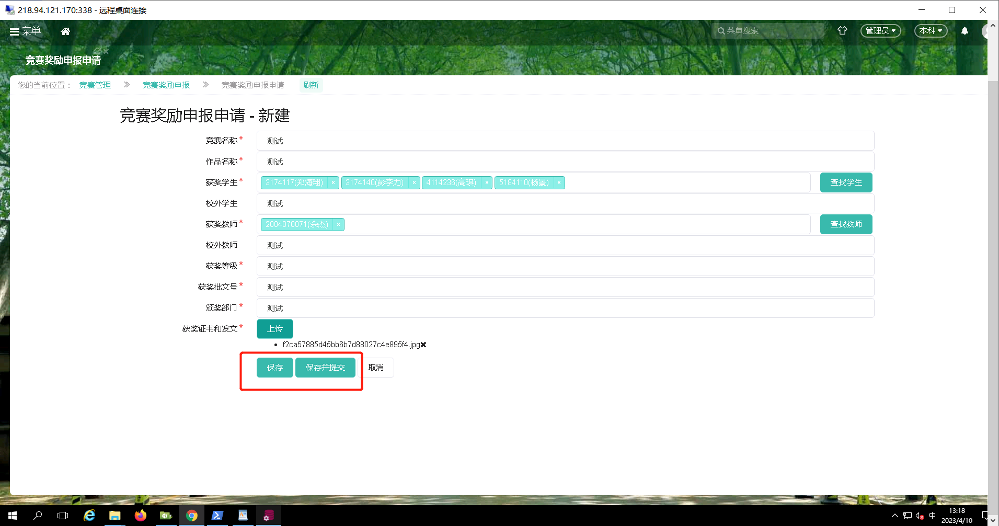 218.94.121.170:338 - 远程桌面连接
菜单
菜单搜索
管理员
本科
竞赛奖励申报申请
您的当前位置： 竞赛管理 竞赛奖励申报 竞赛奖励申报申请 刷新
竞赛奖励申报申请 - 新建
竞赛名称* 测试
作品名称* 测试
获奖学生* 3174117(郑海翔) × 3174140(彭李力) × 4114236(高琪) × 5184110(杨景) × 查找学生
校外学生 测试
获奖教师* 2004070071(佘杰) × 查找教师
校外教师 测试
获奖等级* 测试
获奖批文号* 测试
颁奖部门* 测试
获奖证书和发文* 上传
f2ca57885d45bb6b7d88027c4e895f4.jpg
保存 保存并提交 取消
中
13:18
2023/4/10